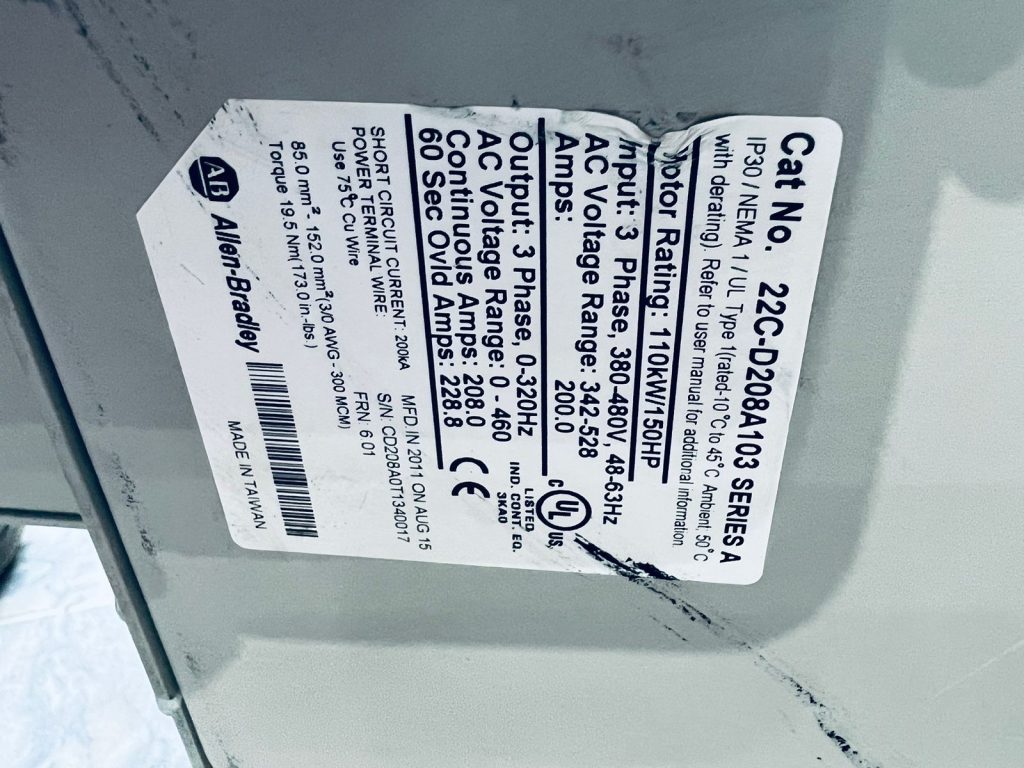 Cat No. 22C-D208A103 SERIES A
IP30 / NEMA 1 / UL Type 1(rated-10°C to 45°C Ambient, 50°C
with derating). Refer to user manual for additional information.
Motor Rating: 110kW/150HP
Input: 3 Phase, 380-480V, 48-63Hz
AC Voltage Range: 342-528
Amps: 200.0
Output: 3 Phase, 0-320Hz
AC Voltage Range: 0 - 460
Continuous Amps: 208.0
60 Sec Ovld Amps: 228.8
C UL US
LISTED
IND. CONT. EQ.
3KA0
CE
SHORT CIRCUIT CURRENT: 200kA
POWER TERMINAL WIRE:
Use 75°C Cu Wire
85.0 mm² - 152.0 mm²(3/0 AWG - 300 MCM)
Torque 19.5 Nm(173.0 in.-lbs.)
MFD. IN 2011 ON AUG 15
S/N: CD208A0T1340017
FRN: 6.01
AB Allen-Bradley
MADE IN TAIWAN